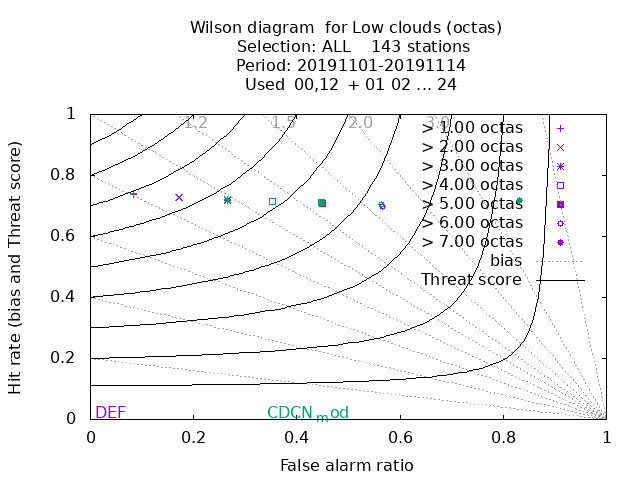 Wilson diagram  for Low clouds (octas)
Selection: ALL    143 stations
Period: 20191101-20191114
Used  00,12  + 01 02 ... 24
1.2 1.5 2.0 3.0
> 1.00 octas
> 2.00 octas
> 3.00 octas
> 4.00 octas
> 5.00 octas
> 6.00 octas
> 7.00 octas
bias
Threat score
Hit rate (bias and Threat score)
1
0.8
0.6
0.4
0.2
0
DEF CDCN_mod
0 0.2 0.4 0.6 0.8 1
False alarm ratio